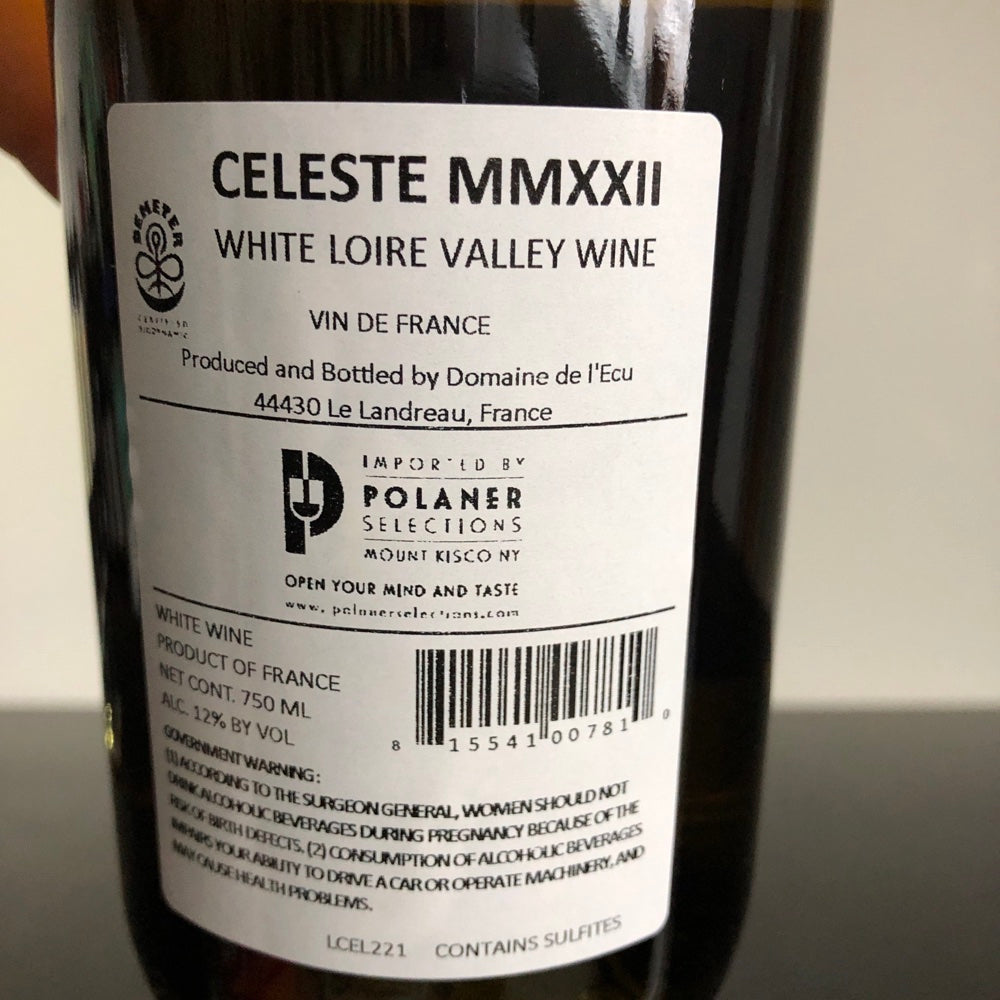 CELESTE MMXXII
DEMETER
WHITE LOIRE VALLEY WINE
CERTIFIED
BIODYNAMIC
VIN DE FRANCE
Produced and Bottled by Domaine de l'Ecu
44430 Le Landreau, France
IMPORTED BY
POLANER
SELECTIONS
MOUNT KISCO NY
OPEN YOUR MIND AND TASTE
www.polanerselections.com
WHITE WINE
PRODUCT OF FRANCE
NET CONT. 750 ML
ALC. 12% BY VOL
8 15541 00781 0
GOVERNMENT WARNING:
(1) ACCORDING TO THE SURGEON GENERAL, WOMEN SHOULD NOT
DRINK ALCOHOLIC BEVERAGES DURING PREGNANCY BECAUSE OF THE
RISK OF BIRTH DEFECTS. (2) CONSUMPTION OF ALCOHOLIC BEVERAGES
IMPAIRS YOUR ABILITY TO DRIVE A CAR OR OPERATE MACHINERY, AND
MAY CAUSE HEALTH PROBLEMS.
LCEL221 CONTAINS SULFITES